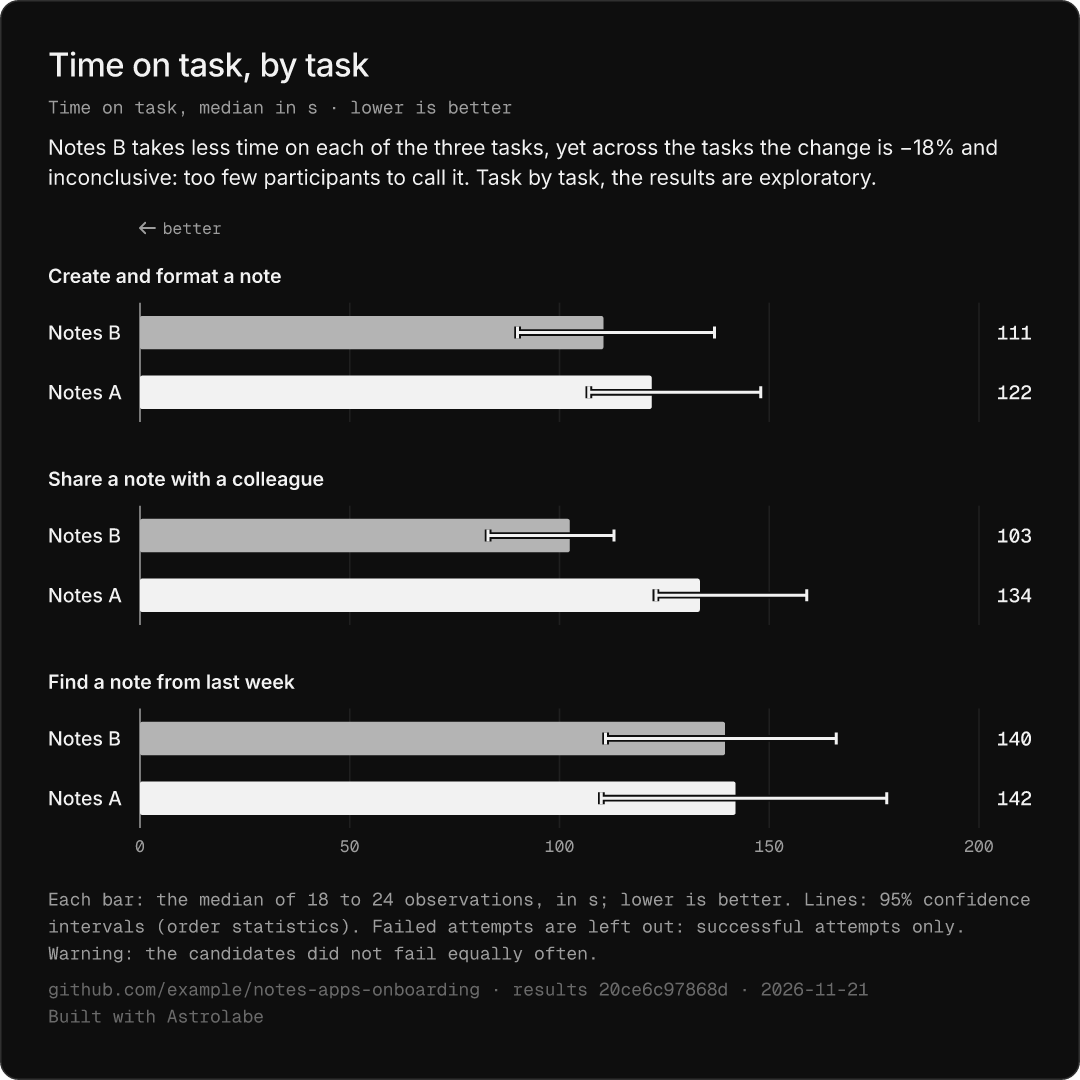 Time on task, by task
Time on task, median in s · lower is better
Notes B takes less time on each of the three tasks, yet across the tasks the change is −18% and
inconclusive: too few participants to call it. Task by task, the results are exploratory.
← better
Create and format a note
Notes B 111
Notes A 122
Share a note with a colleague
Notes B 103
Notes A 134
Find a note from last week
Notes B 140
Notes A 142
0 50 100 150 200
Each bar: the median of 18 to 24 observations, in s; lower is better. Lines: 95% confidence
intervals (order statistics). Failed attempts are left out: successful attempts only.
Warning: the candidates did not fail equally often.
github.com/example/notes-apps-onboarding · results 20ce6c97868d · 2026-11-21
Built with Astrolabe